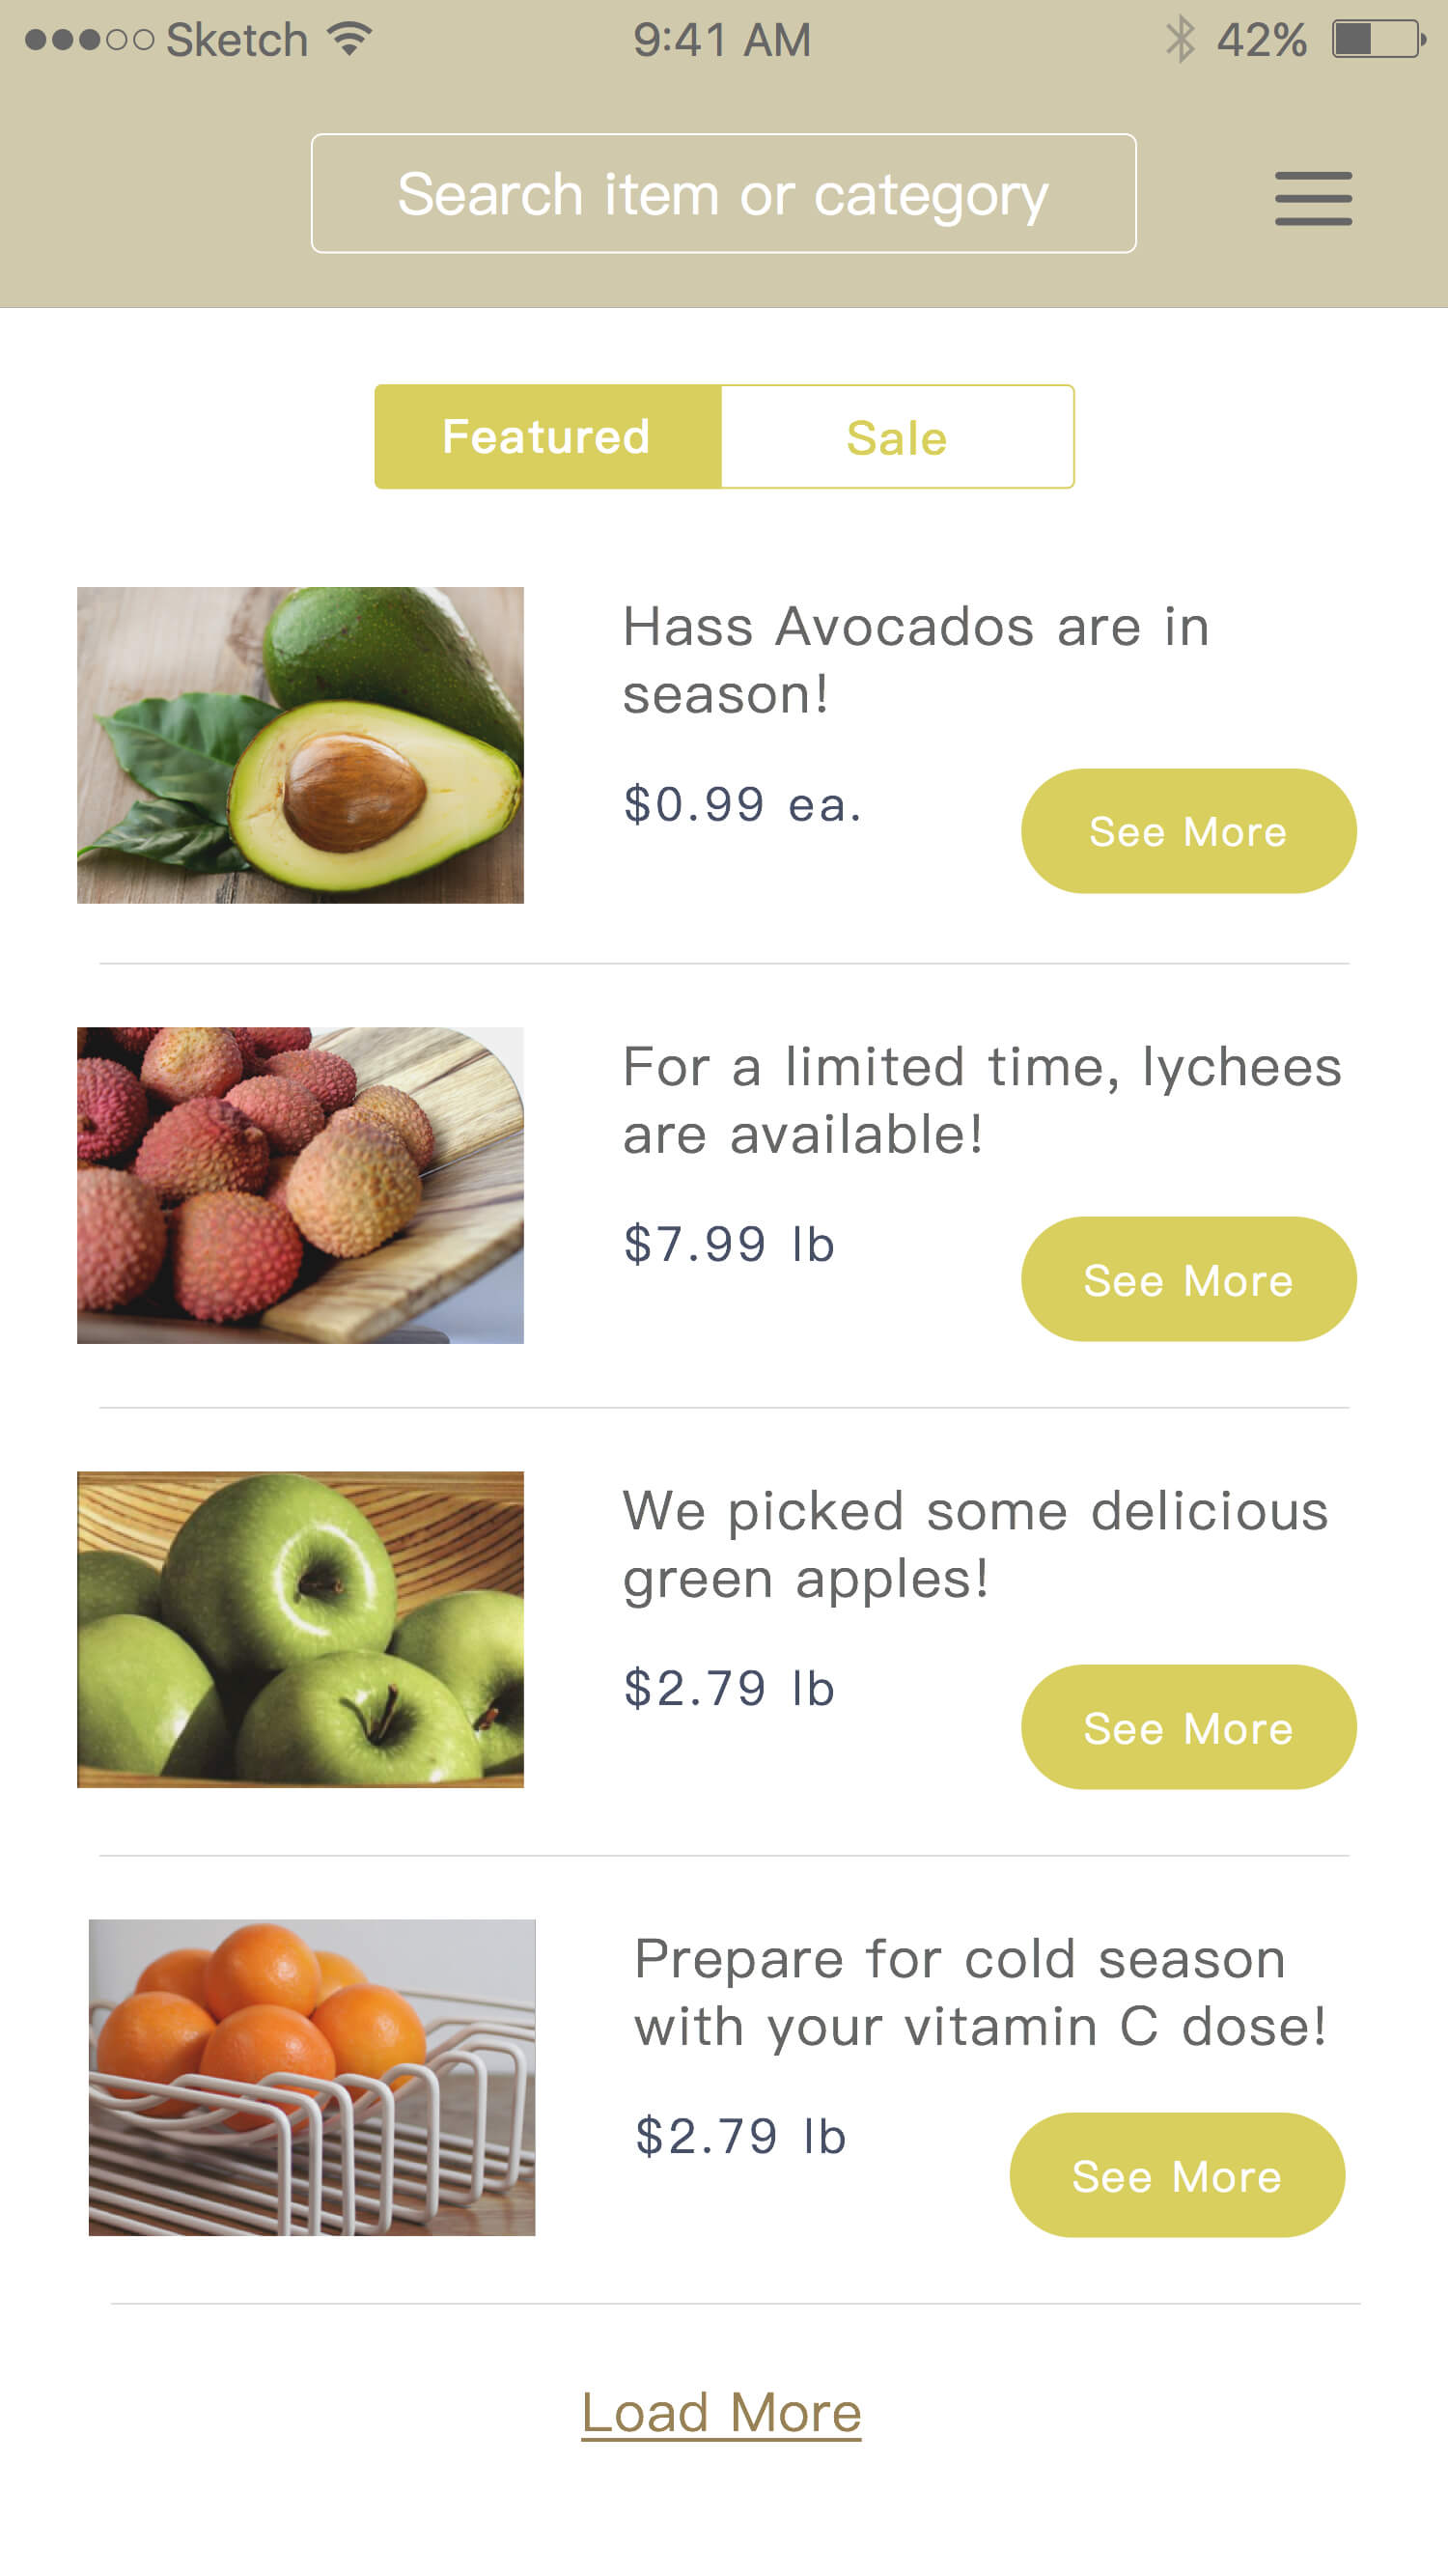 Sketch 9:41 AM 42%
Search item or category
Featured Sale
Hass Avocados are in
season!
$0.99 ea.
See More
For a limited time, lychees
are available!
$7.99 lb
See More
We picked some delicious
green apples!
$2.79 lb
See More
Prepare for cold season
with your vitamin C dose!
$2.79 lb
See More
Load More